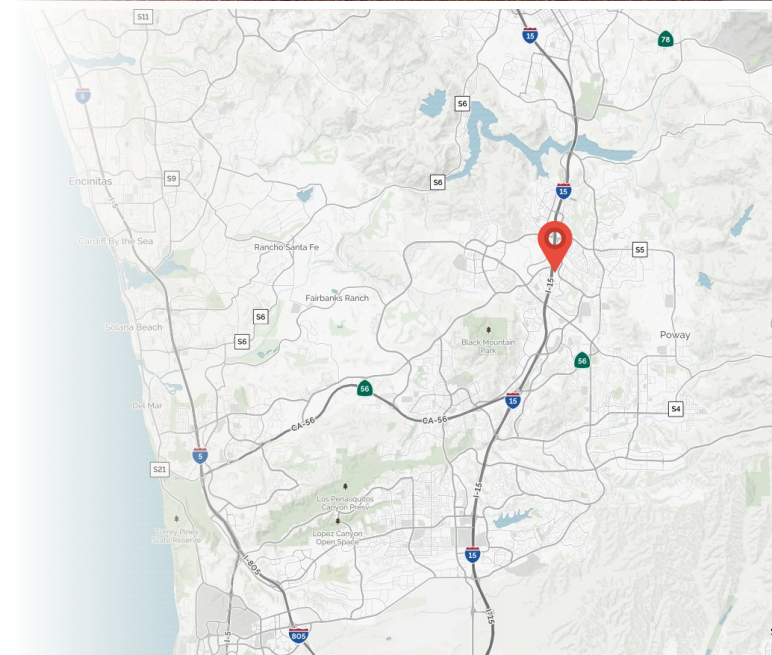 S11
15
78
5
S6
S9
S6
15
Encinitas
I-5
Cardiff By the Sea
Rancho Santa Fe
S5
I-15
Fairbanks Ranch
S6
Solana Beach
S6
Black Mountain
Park
Poway
56
56
15
Del Mar
S4
CA-56
CA-56
5
S21
I-15
Los Penasquitos
Canyon Presv
Lopez Canyon
Open Space
Torrey Pines
State Reserve
15
I-805
I-15
805
I-5